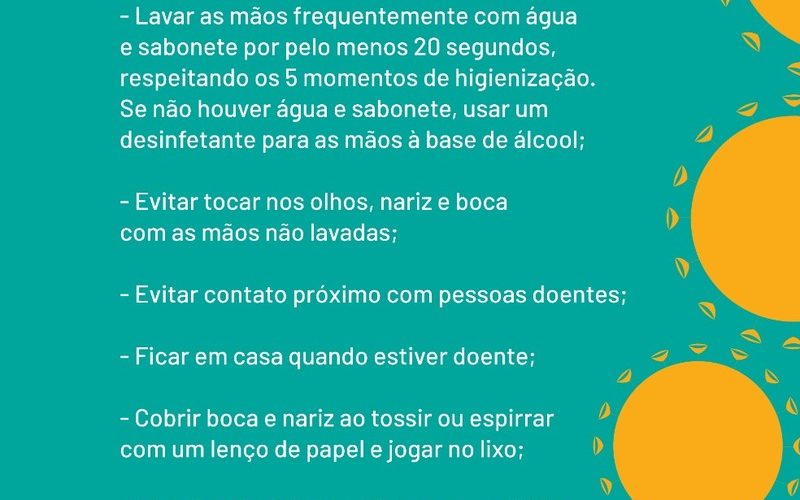 - Lavar as mãos frequentemente com água
e sabonete por pelo menos 20 segundos,
respeitando os 5 momentos de higienização.
Se não houver água e sabonete, usar um
desinfetante para as mãos à base de álcool;
- Evitar tocar nos olhos, nariz e boca
com as mãos não lavadas;
- Evitar contato próximo com pessoas doentes;
- Ficar em casa quando estiver doente;
- Cobrir boca e nariz ao tossir ou espirrar
com um lenço de papel e jogar no lixo;